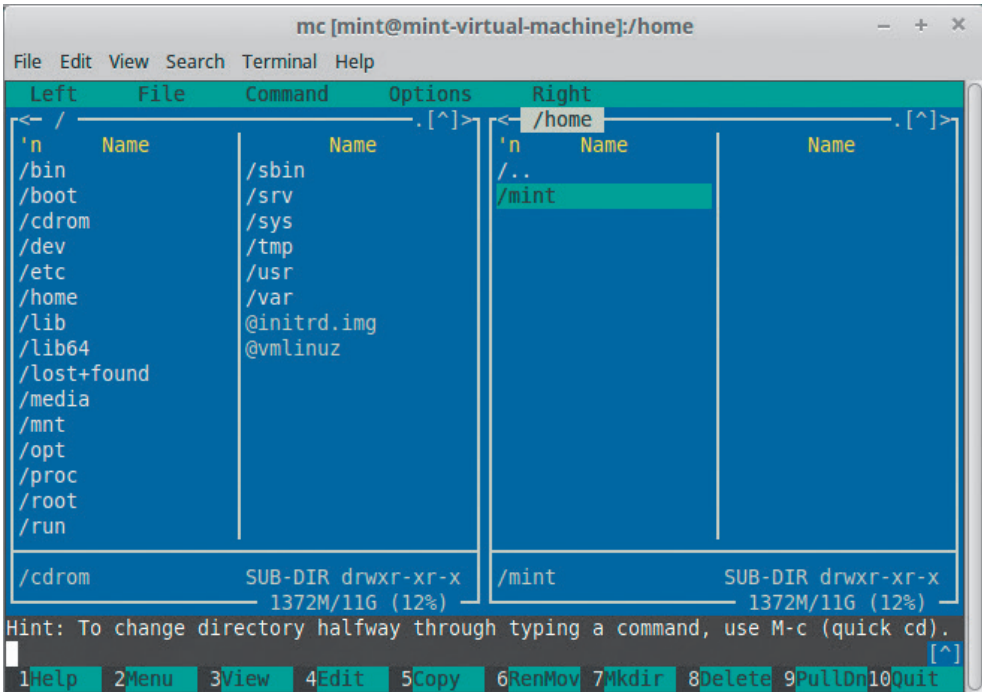 mc [mint@mint-virtual-machine]:/home
File Edit View Search Terminal Help
Left File Command Options Right
<- / .[^]>
'n Name Name
/bin /sbin
/boot /srv
/cdrom /sys
/dev /tmp
/etc /usr
/home /var
/lib @initrd.img
/lib64 @vmlinuz
/lost+found
/media
/mnt
/opt
/proc
/root
/run
/cdrom SUB-DIR drwxr-xr-x
1372M/11G (12%)
<- /home .[^]>
'n Name Name
/..
/mint
/mint SUB-DIR drwxr-xr-x
1372M/11G (12%)
Hint: To change directory halfway through typing a command, use M-c (quick cd).
[^]
1Help 2Menu 3View 4Edit 5Copy 6RenMov 7Mkdir 8Delete 9PullDn 10Quit